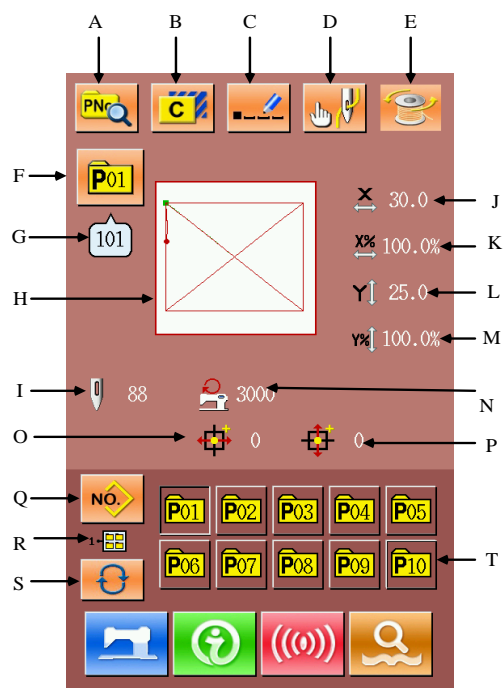 A B C D E
PNo C
F P01
G 101
H
X 30.0 J
X% 100.0% K
Y 25.0 L
Y% 100.0% M
I 88 3000 N
O 0 0 P
Q NO. P01 P02 P03 P04 P05
R 1
S P06 P07 P08 P09 P10 T